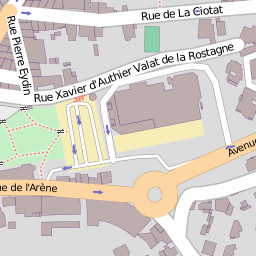 Rue de La Ciotat
Rue Pierre Eydin
Rue Xavier d'Authier Valat de la Rostagne
Avenue
ue de l'Arène